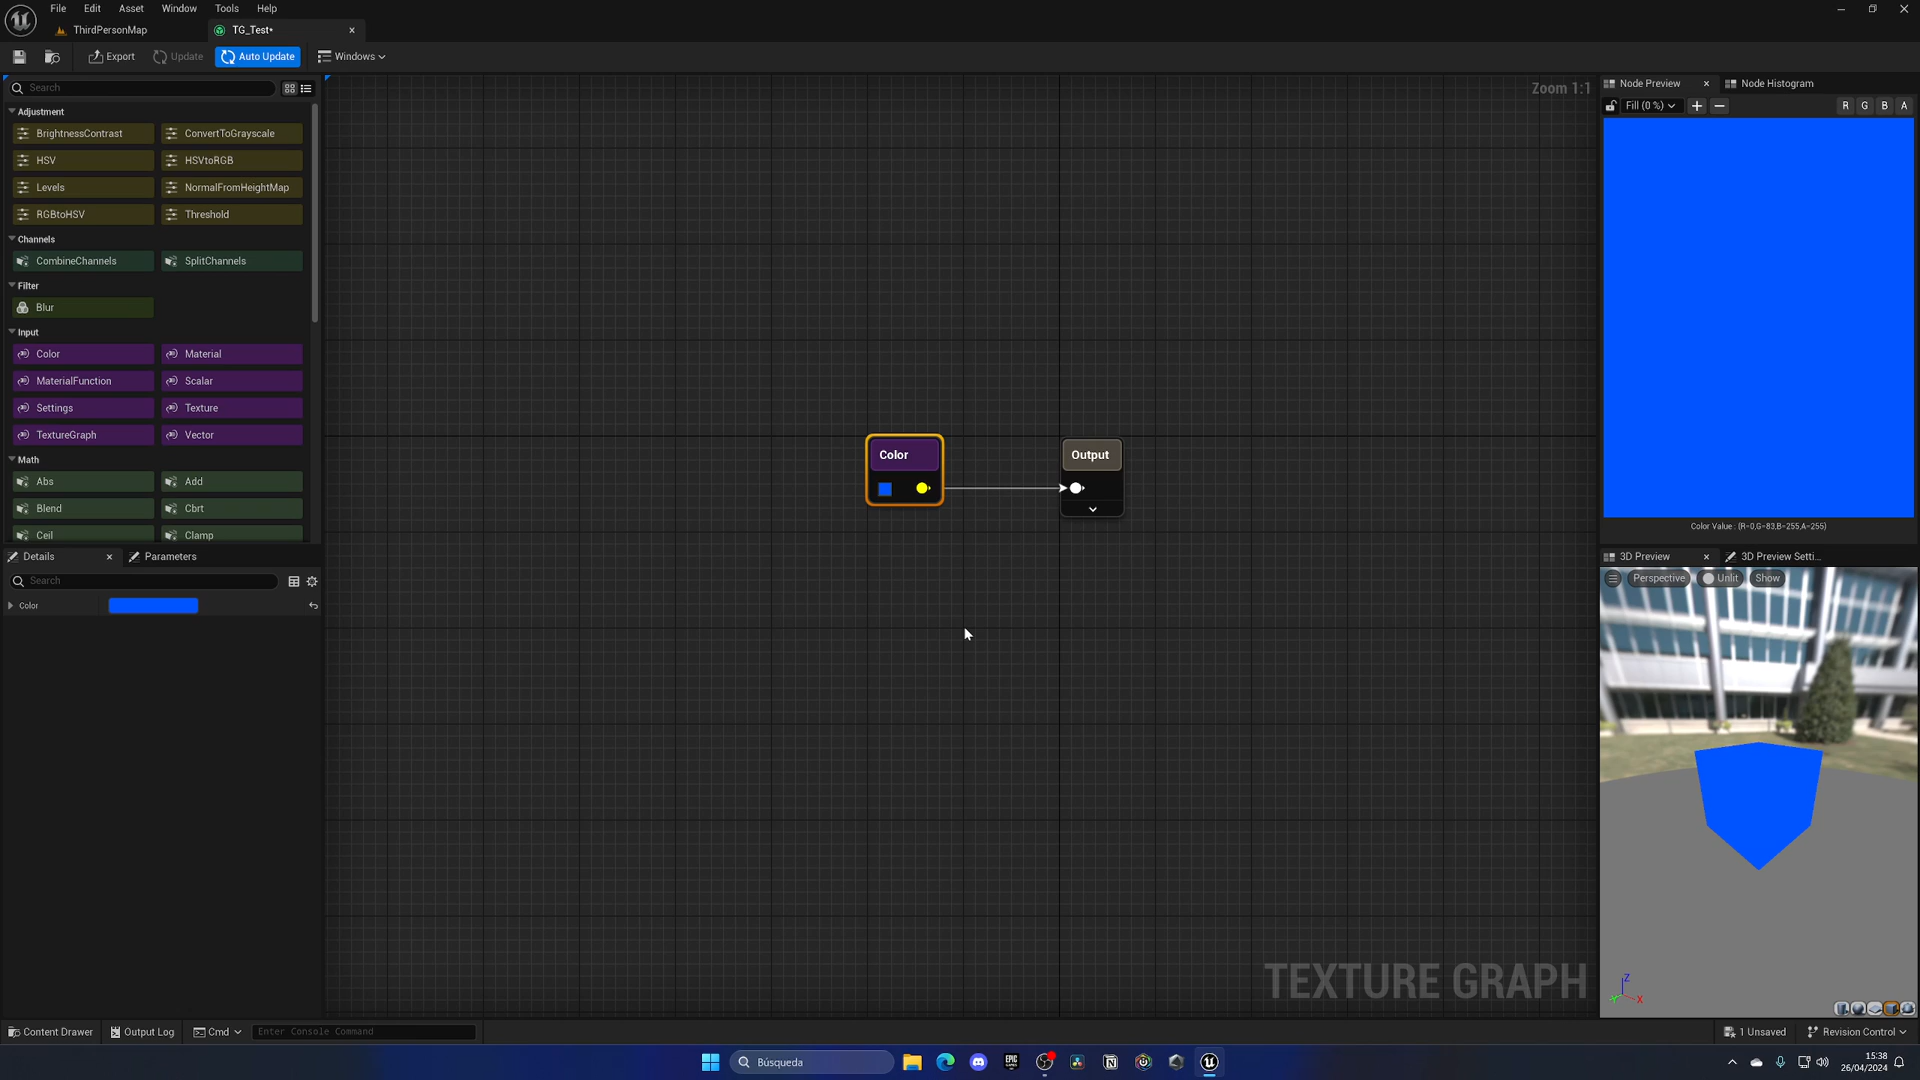 File Edit Asset Window Tools Help
ThirdPersonMap TG_Test*
Export Update Auto Update Windows
Search
Zoom 1:1
Node Preview Node Histogram
Fill (0 %) R G B A
Adjustment
BrightnessContrast ConvertToGrayscale
HSV HSVtoRGB
Levels NormalFromHeightMap
RGBtoHSV Threshold
Channels
CombineChannels SplitChannels
Filter
Blur
Input
Color Material
MaterialFunction Scalar
Settings Texture
TextureGraph Vector
Math
Abs Add
Blend Cbrt
Ceil Clamp
Color
Output
Color Value : (R=0,G=83,B=255,A=255)
Details Parameters
Search
Color
3D Preview 3D Preview Setti...
Perspective Unlit Show
Z
Y X
TEXTURE GRAPH
Content Drawer Output Log Cmd Enter Console Command
1 Unsaved Revision Control
Búsqueda
EPIC GAMES
15:38
26/04/2024